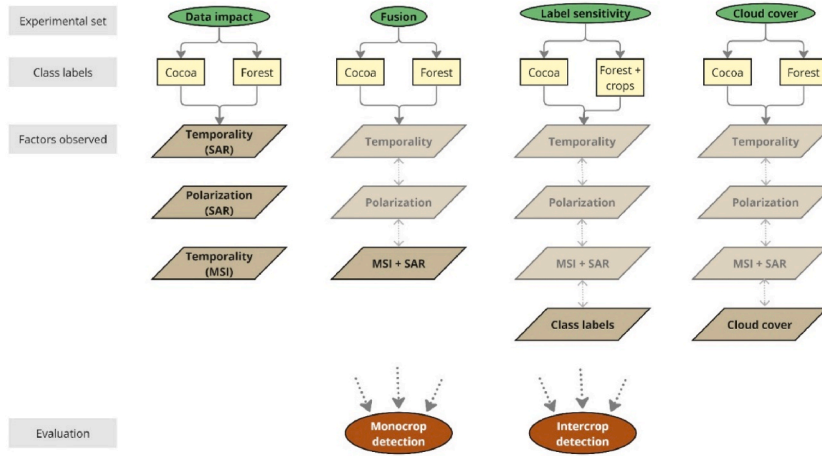 Experimental set
Data impact
Fusion
Label sensitivity
Cloud cover
Class labels
Cocoa
Forest
Cocoa
Forest
Cocoa
Forest +
crops
Cocoa
Forest
Factors observed
Temporality
(SAR)
Temporality
Temporality
Temporality
Polarization
(SAR)
Polarization
Polarization
Polarization
Temporality
(MSI)
MSI + SAR
MSI + SAR
MSI + SAR
Class labels
Cloud cover
Evaluation
Monocrop
detection
Intercrop
detection